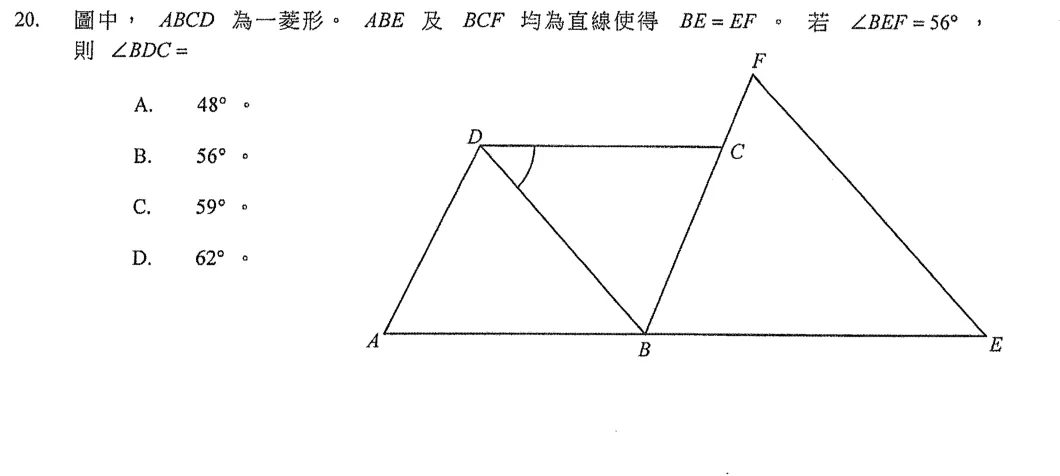 20. 圖中，ABCD 為一菱形。ABE 及 BCF 均為直線使得 BE = EF 。若 ∠BEF = 56° ，
則 ∠BDC =
A. 48° 。
B. 56° 。
C. 59° 。
D. 62° 。
F
D
C
A
B
E